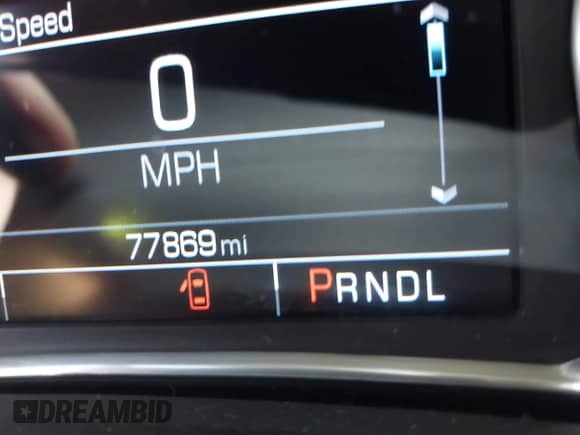 Speed
0
MPH
77869 mi
PRNDL
DREAMBID